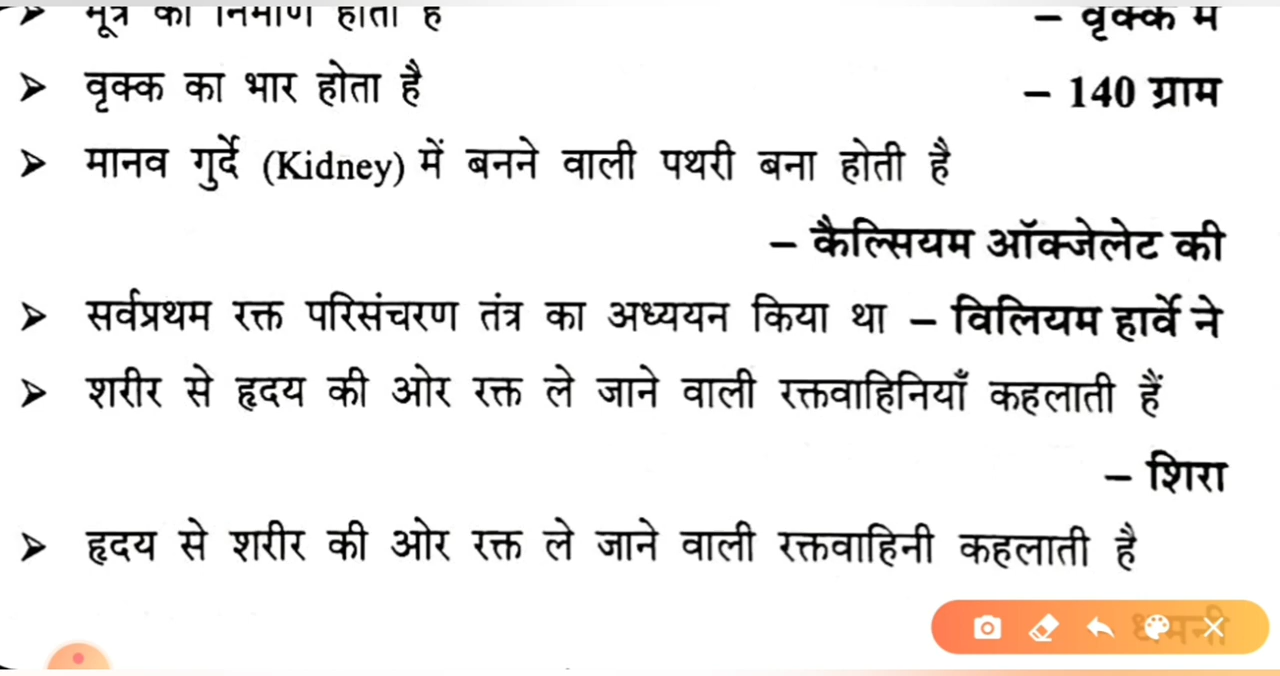 मूत्र का निर्माण होता है – वृक्क में
वृक्क का भार होता है – 140 ग्राम
मानव गुर्दे (Kidney) में बनने वाली पथरी बना होती है
– कैल्सियम ऑक्जेलेट की
सर्वप्रथम रक्त परिसंचरण तंत्र का अध्ययन किया था – विलियम हार्वे ने
शरीर से हृदय की ओर रक्त ले जाने वाली रक्तवाहिनियाँ कहलाती हैं
– शिरा
हृदय से शरीर की ओर रक्त ले जाने वाली रक्तवाहिनी कहलाती है
धमनी